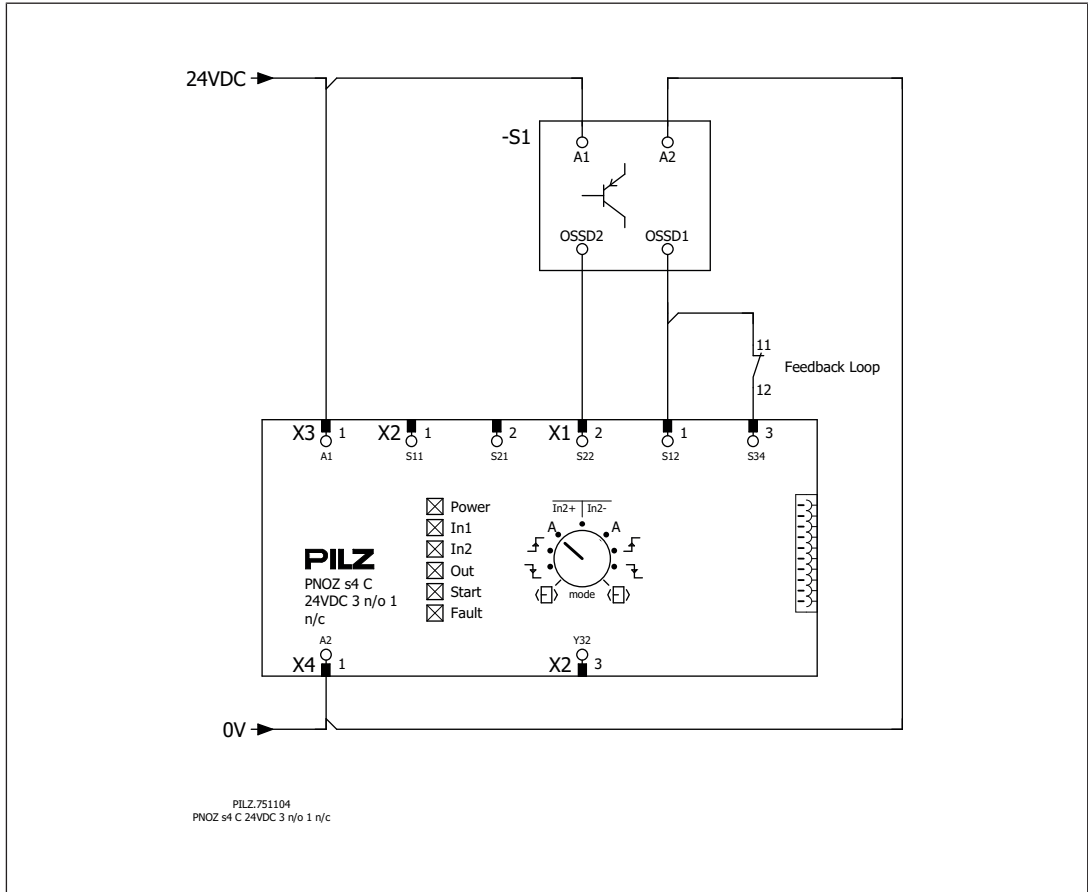 24VDC
-S1
A1 A2
OSSD2 OSSD1
11
Feedback Loop
12
X3 1 X2 1 2 X1 2 1 3
A1 S11 S21 S22 S12 S34
Power
In1
In2
Out
Start
Fault
In2+ In2-
A A
mode
PILZ
PNOZ s4 C
24VDC 3 n/o 1
n/c
A2 Y32
X4 1 X2 3
0V
PILZ.751104
PNOZ s4 C 24VDC 3 n/o 1 n/c